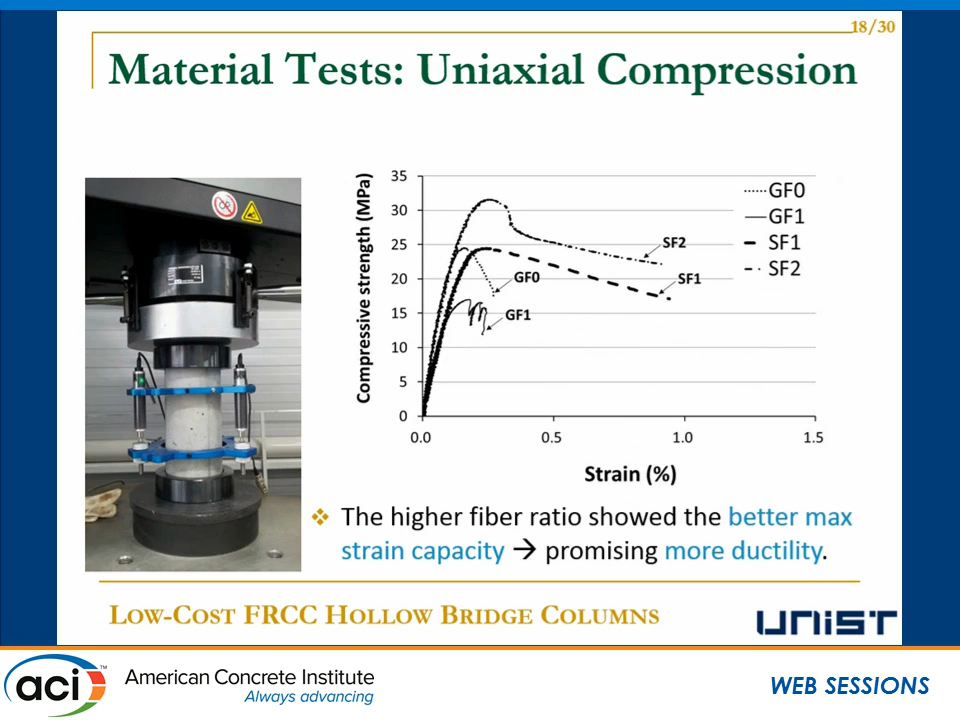 18/30
Material Tests: Uniaxial Compression
Compressive strength (MPa)
35
30
25
20
15
10
5
0
0.0
0.5
1.0
1.5
Strain (%)
GF0
GF1
SF1
SF2
SF2
SF1
GF0
GF1
❖ The higher fiber ratio showed the better max
strain capacity → promising more ductility.
LOW-COST FRCC HOLLOW BRIDGE COLUMNS
UNIST
aci™
American Concrete Institute
Always advancing
WEB SESSIONS